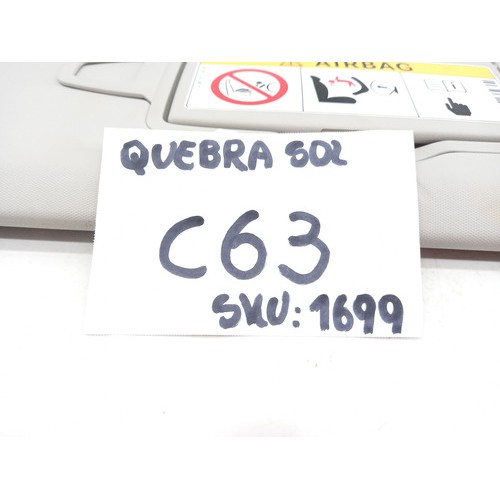 AIRBAG
QUEBRA SOL
C63
SKU: 1699